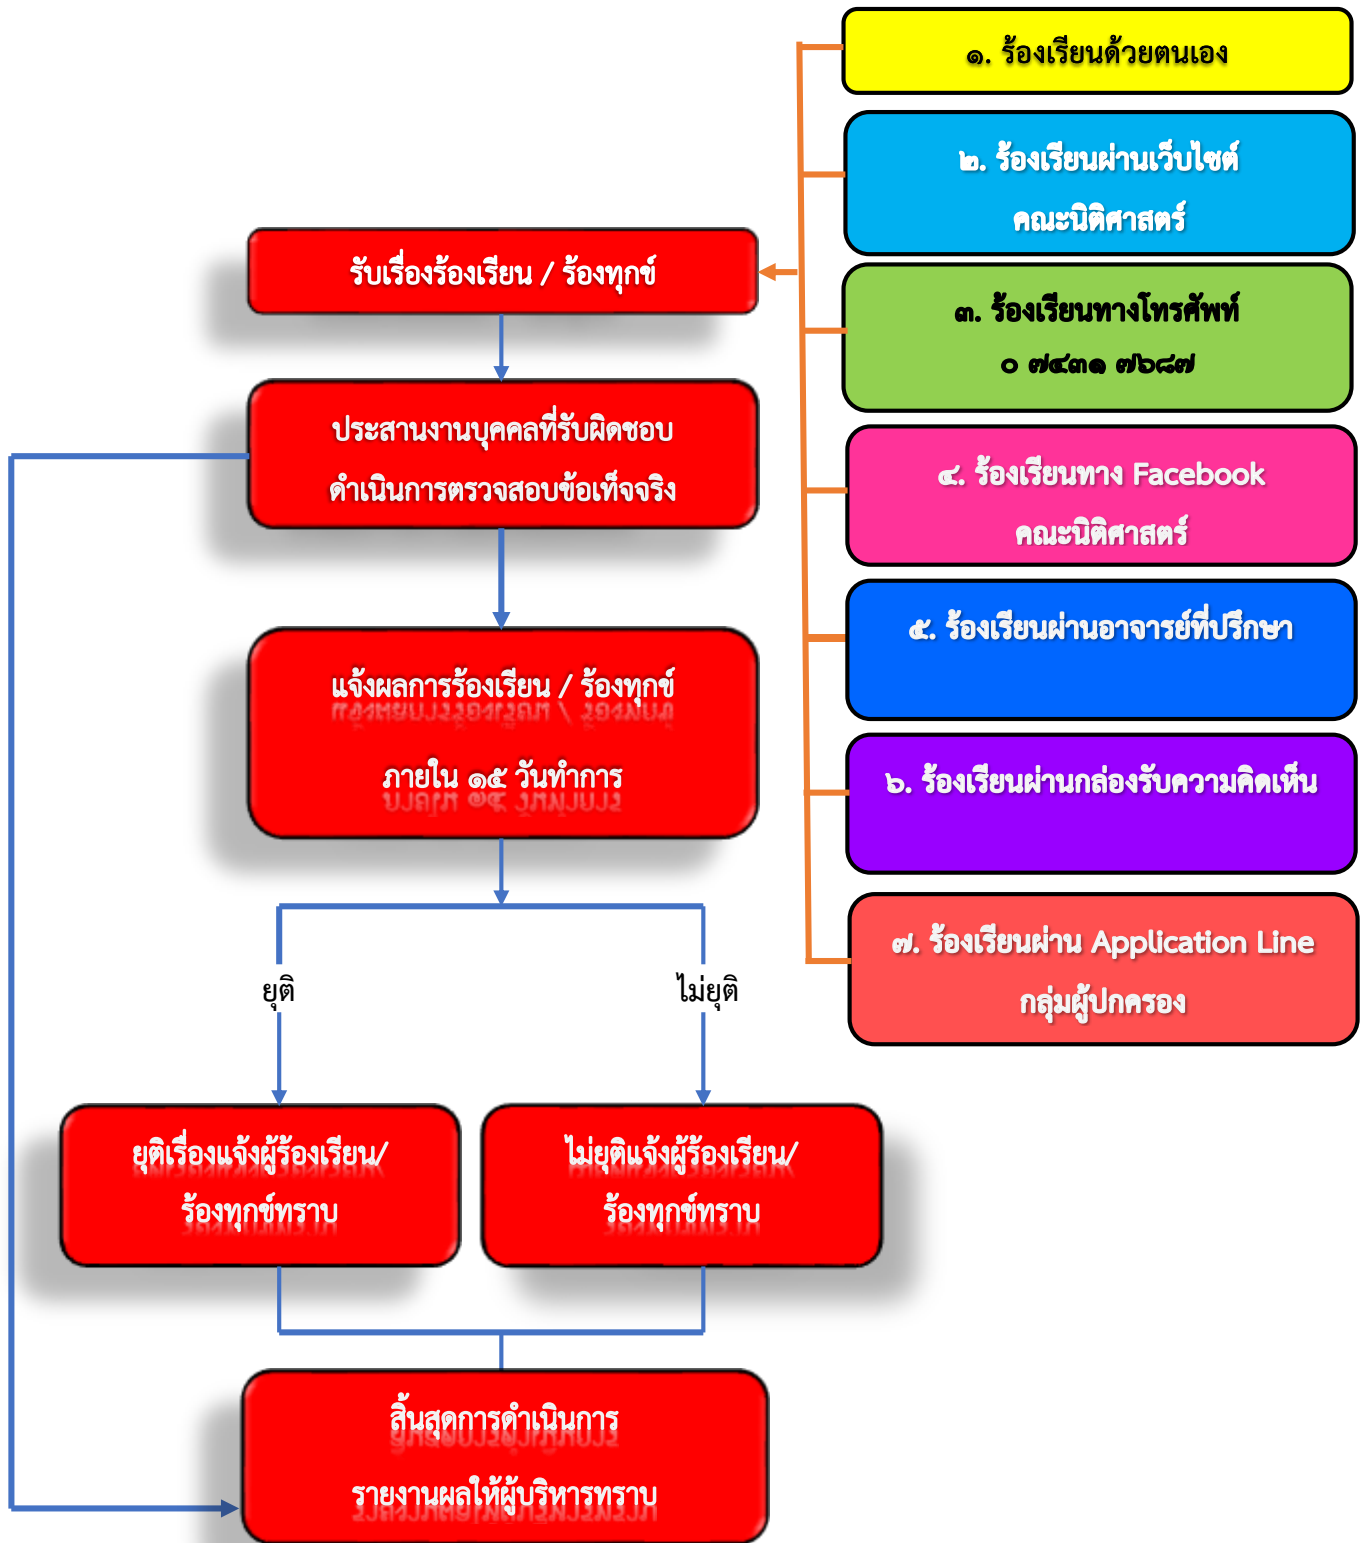 ๑. ร้องเรียนด้วยตนเอง
๒. ร้องเรียนผ่านเว็บไซต์
คณะนิติศาสตร์
๓. ร้องเรียนทางโทรศัพท์
๐ ๗๔๓๑ ๗๖๘๗
๔. ร้องเรียนทาง Facebook
คณะนิติศาสตร์
๕. ร้องเรียนผ่านอาจารย์ที่ปรึกษา
๖. ร้องเรียนผ่านกล่องรับความคิดเห็น
๗. ร้องเรียนผ่าน Application Line
กลุ่มผู้ปกครอง
รับเรื่องร้องเรียน / ร้องทุกข์
ประสานงานบุคคลที่รับผิดชอบ
ดำเนินการตรวจสอบข้อเท็จจริง
แจ้งผลการร้องเรียน / ร้องทุกข์
ภายใน ๑๕ วันทำการ
ยุติ
ไม่ยุติ
ยุติเรื่องแจ้งผู้ร้องเรียน/
ร้องทุกข์ทราบ
ไม่ยุติแจ้งผู้ร้องเรียน/
ร้องทุกข์ทราบ
สิ้นสุดการดำเนินการ
รายงานผลให้ผู้บริหารทราบ